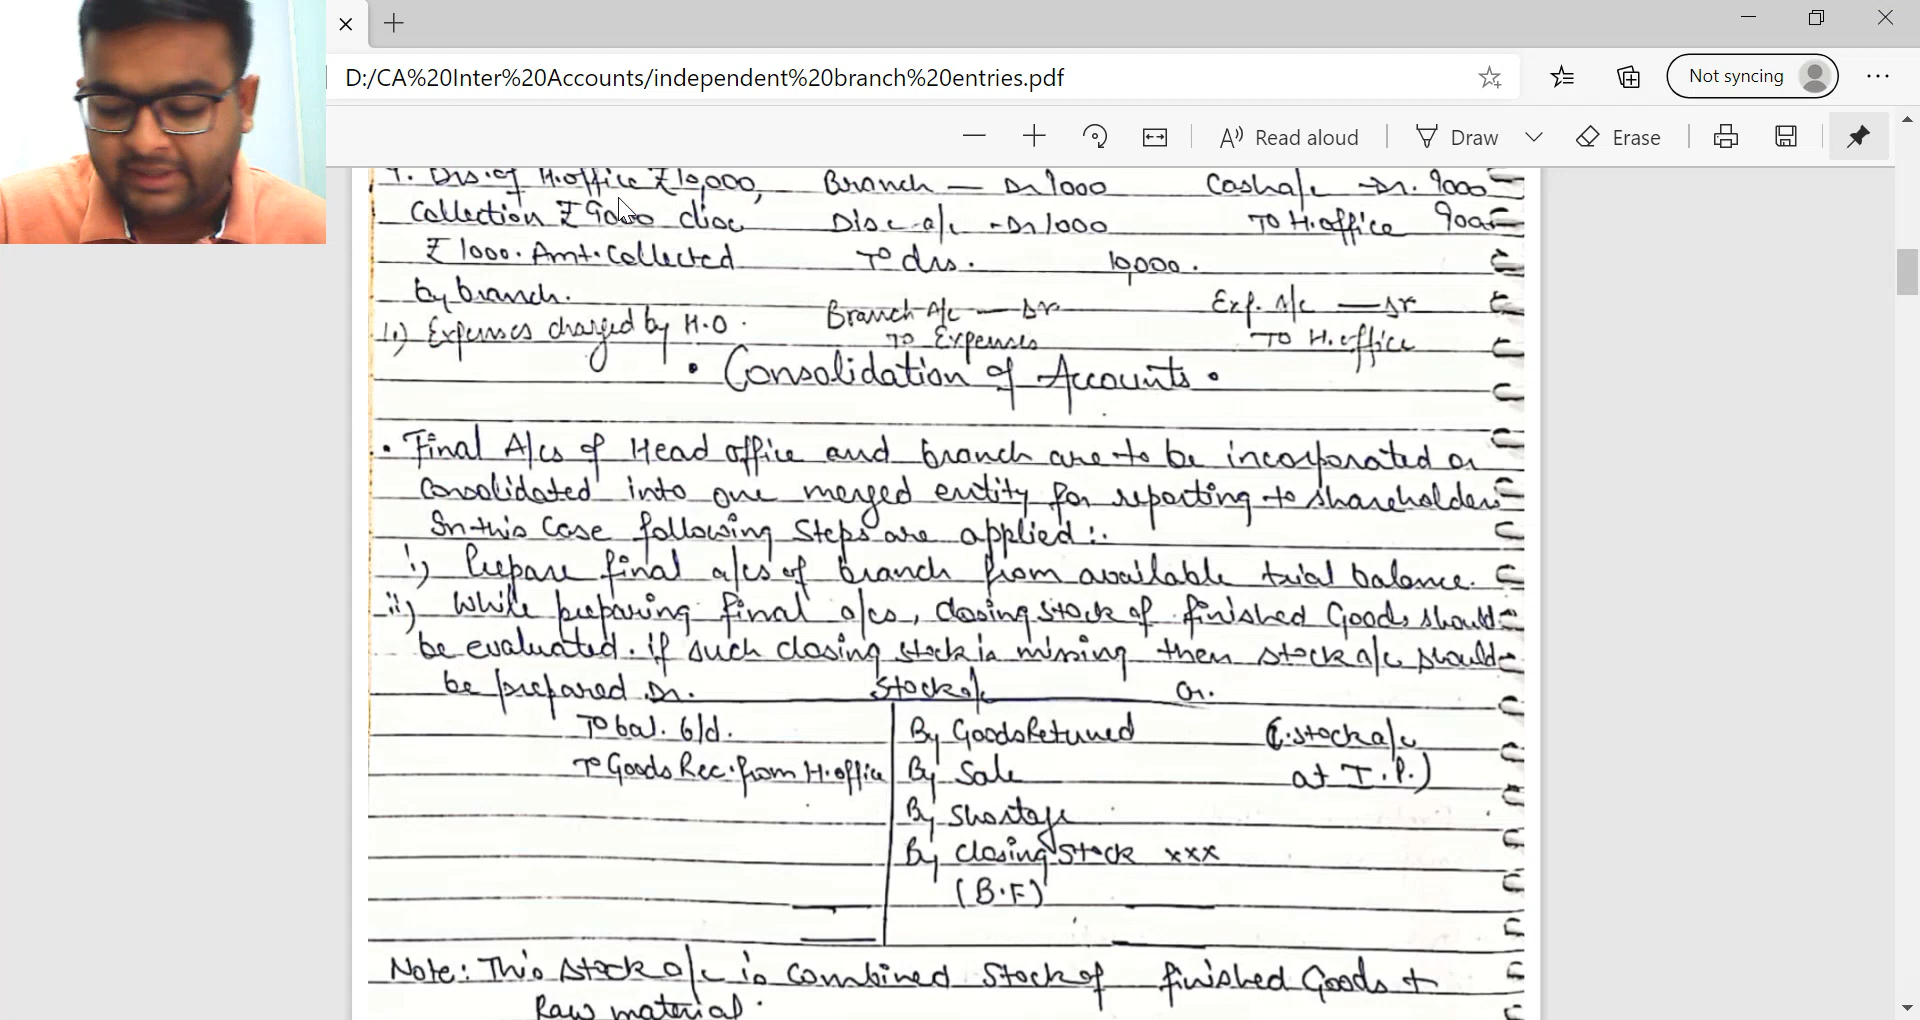 D:/CA%20Inter%20Accounts/independent%20branch%20entries.pdf
Not syncing
Read aloud
Draw
Erase
Drs. of H.office ₹10,000, Branch — Dr 9000 Cash a/c — Dr. 9000
Collection ₹9000 disc Disc a/c - Dr 1000 To H.office 9000
₹1000. Amt. Collected To drs. 10,000.
by branch.
Branch A/c — Dr Exp. A/c — Dr
Expenses charged by H.O. To Expenses To H.office
• Consolidation of Accounts •
• Final A/cs of Head office and branch are to be incorporated or
Consolidated into one merged entity for reporting to shareholders
In this Case following Steps are applied :.
i) Prepare final a/cs of branch from available trial balance.
ii) While preparing final a/cs, closing stock of finished Goods should
be evaluated. if such closing stock is missing then stock a/c should
be prepared. Dr. Stock a/c Cr.
To bal. b/d. By Goods Returned (C. stock a/c
To Goods Rec. from H.office By Sale at I.P.)
By Shortage
By closing stock xxx
(B.F)
Note: This stock a/c is Combined Stock of finished Goods +
Raw material.